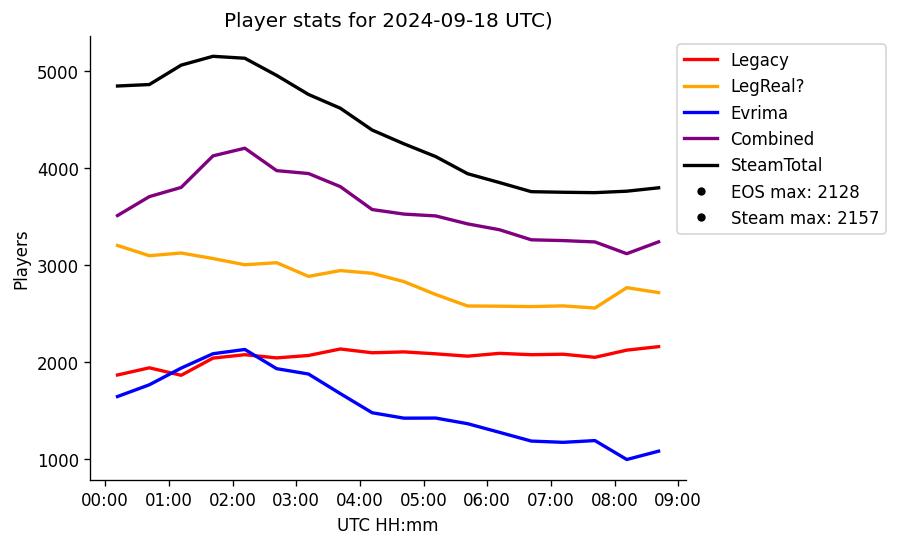 Player stats for 2024-09-18 UTC)
Legacy
LegReal?
Evrima
Combined
SteamTotal
EOS max: 2128
Steam max: 2157
Players
5000
4000
3000
2000
1000
00:00 01:00 02:00 03:00 04:00 05:00 06:00 07:00 08:00 09:00
UTC HH:mm